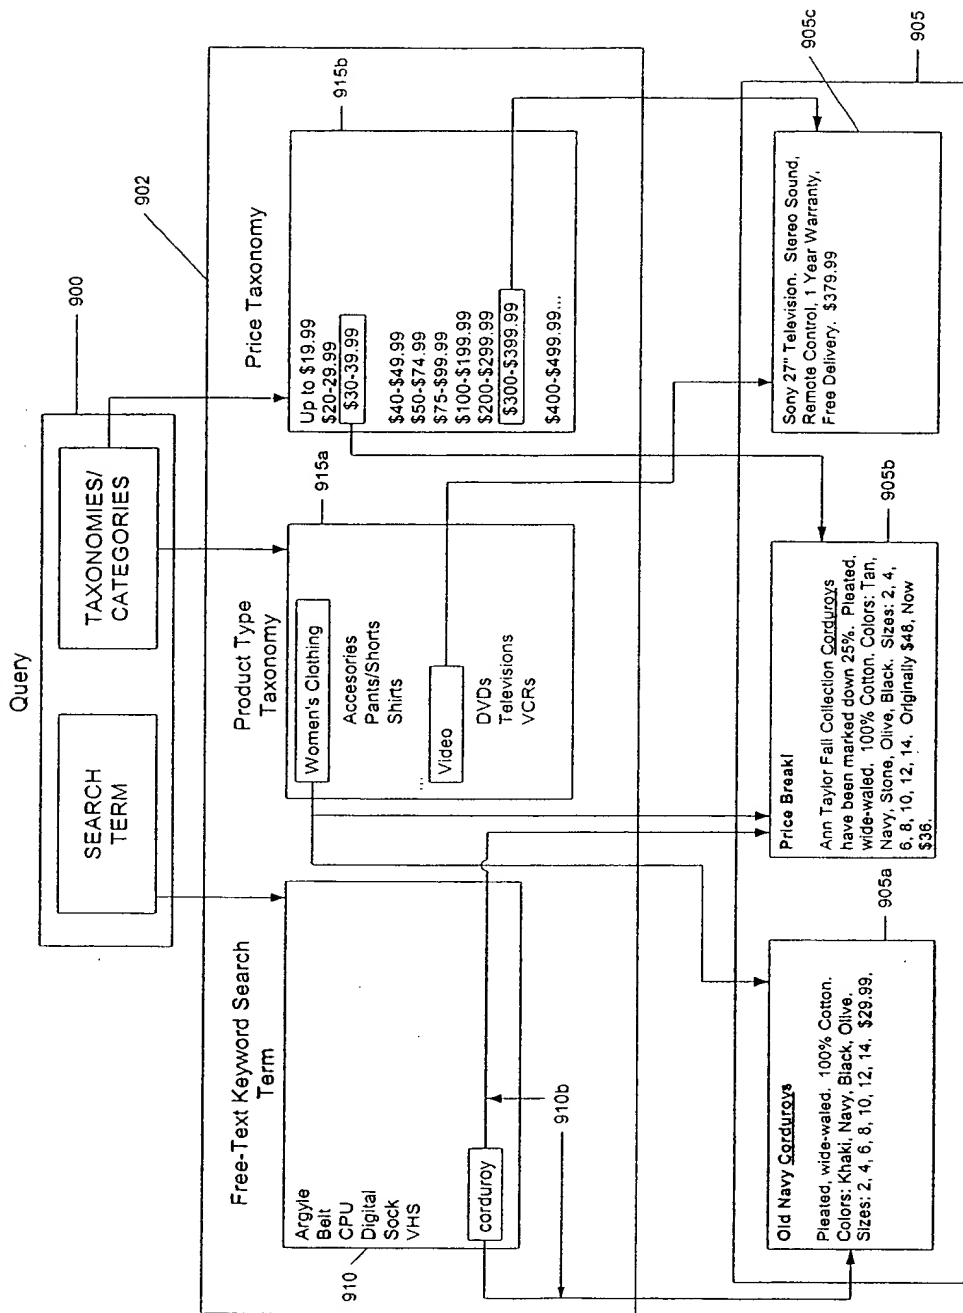 Query
900
SEARCH
TERM
TAXONOMIES/
CATEGORIES
902
Free-Text Keyword Search
Term
Argyle
Belt
CPU
Digital
Sock
VHS
corduroy
910
910b
Product Type
Taxonomy
915a
Women's Clothing
Accesories
Pants/Shorts
Shirts
...
Video
DVDs
Televisions
VCRs
Price Taxonomy
915b
Up to $19.99
$20-29.99
$30-39.99
$40-$49.99
$50-$74.99
$75-$99.99
$100-$199.99
$200-$299.99
$300-$399.99
$400-$499.99...
905a
Old Navy Corduroys
Pleated, wide-waled. 100% Cotton.
Colors: Khaki, Navy, Black, Olive.
Sizes: 2, 4, 6, 8, 10, 12, 14. $29.99.
905b
Price Break!
Ann Taylor Fall Collection Corduroys
have been marked down 25%. Pleated,
wide-waled. 100% Cotton. Colors: Tan,
Navy, Stone, Olive, Black. Sizes: 2, 4,
6, 8, 10, 12, 14. Originally $48, Now
$36.
905c
Sony 27" Television. Stereo Sound,
Remote Control, 1 Year Warranty,
Free Delivery. $379.99
905